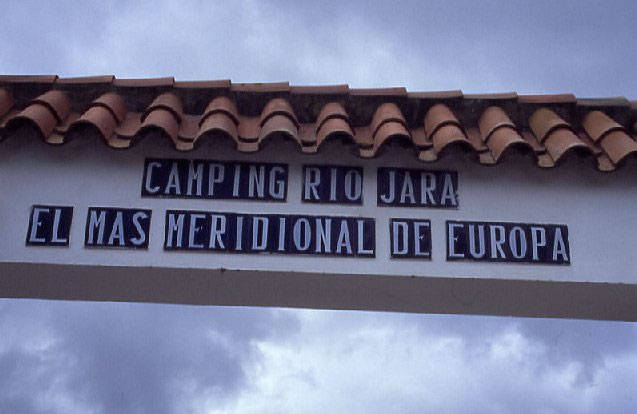 CAMPING RIO JARA
EL MAS MERIDIONAL DE EUROPA